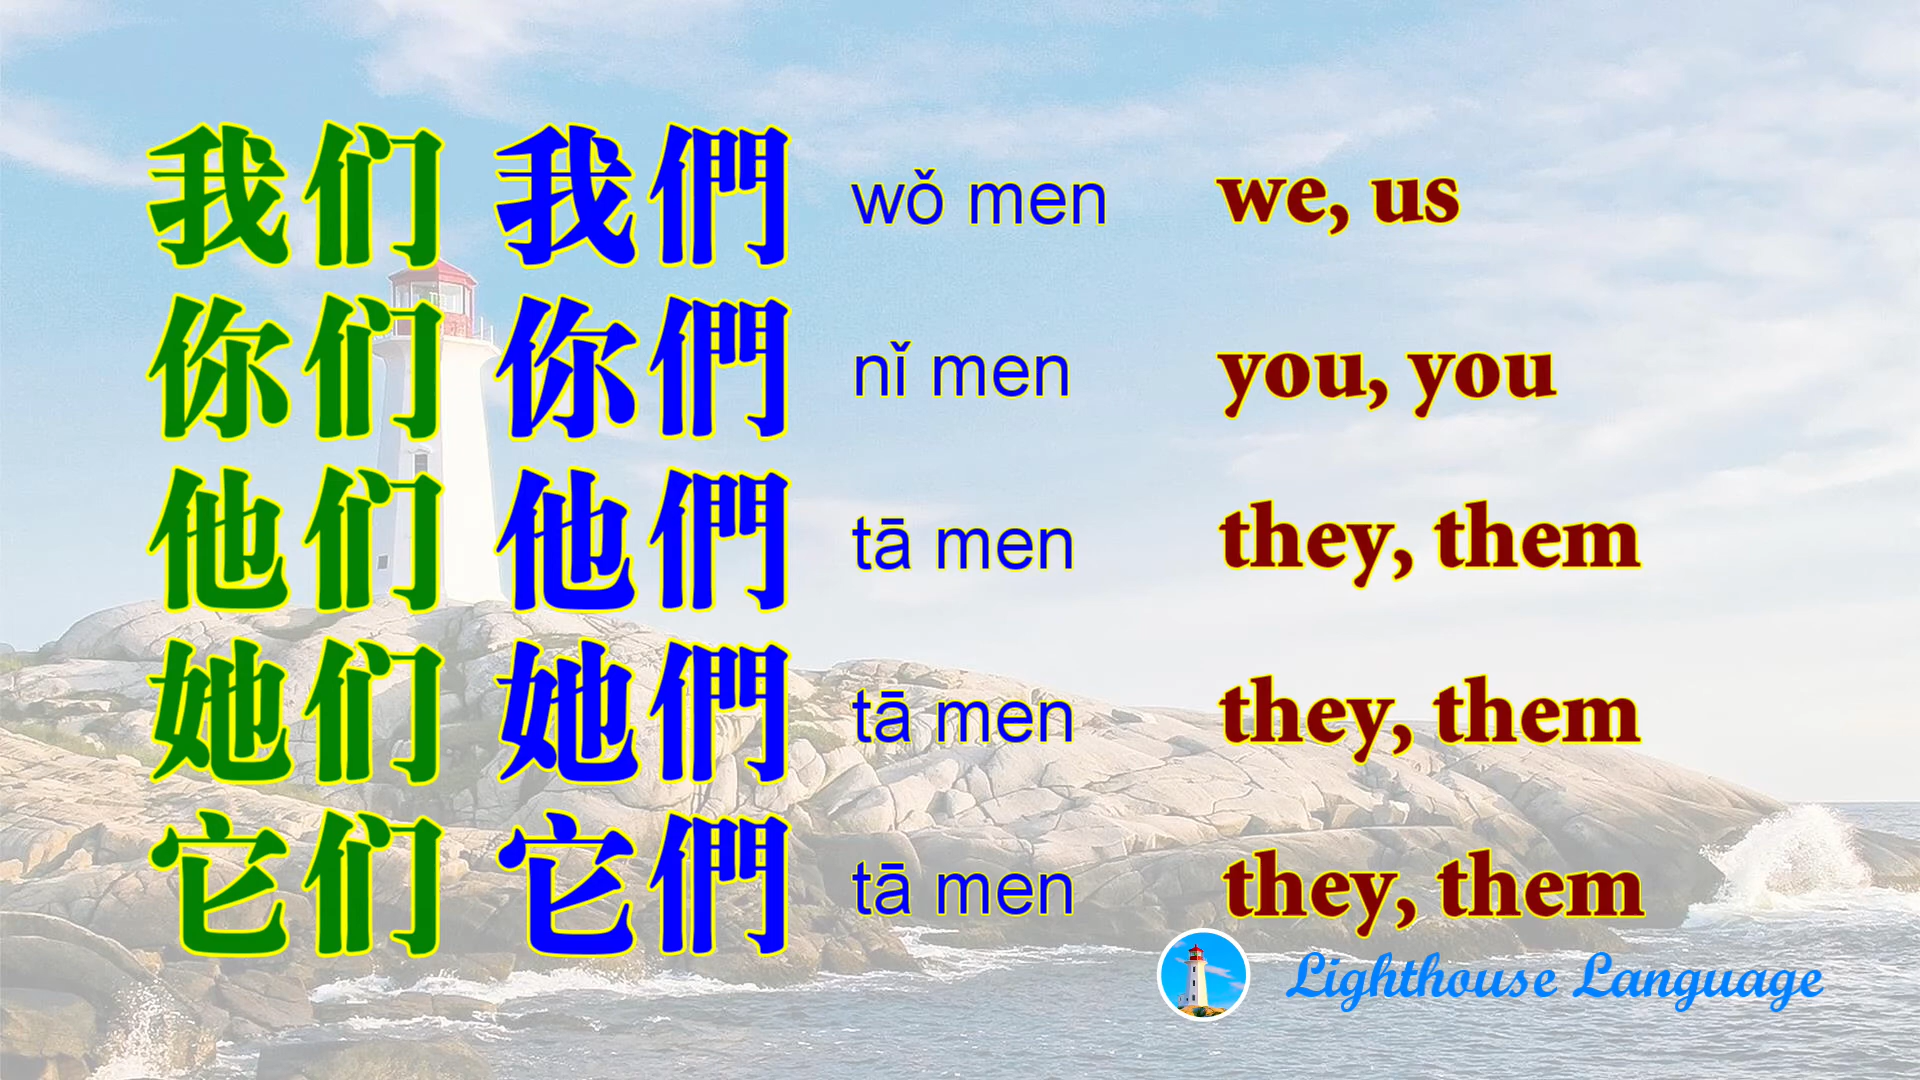 我们 我們 wǒ men we, us
你们 你們 nǐ men you, you
他们 他們 tā men they, them
她们 她們 tā men they, them
它们 它們 tā men they, them
Lighthouse Language